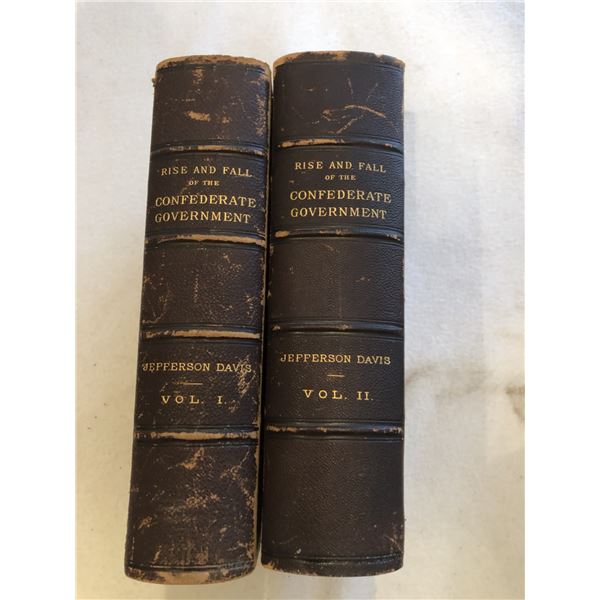 RISE AND FALL
OF THE
CONFEDERATE
GOVERNMENT
JEFFERSON DAVIS
VOL. I.
RISE AND FALL
OF THE
CONFEDERATE
GOVERNMENT
JEFFERSON DAVIS
VOL. II.